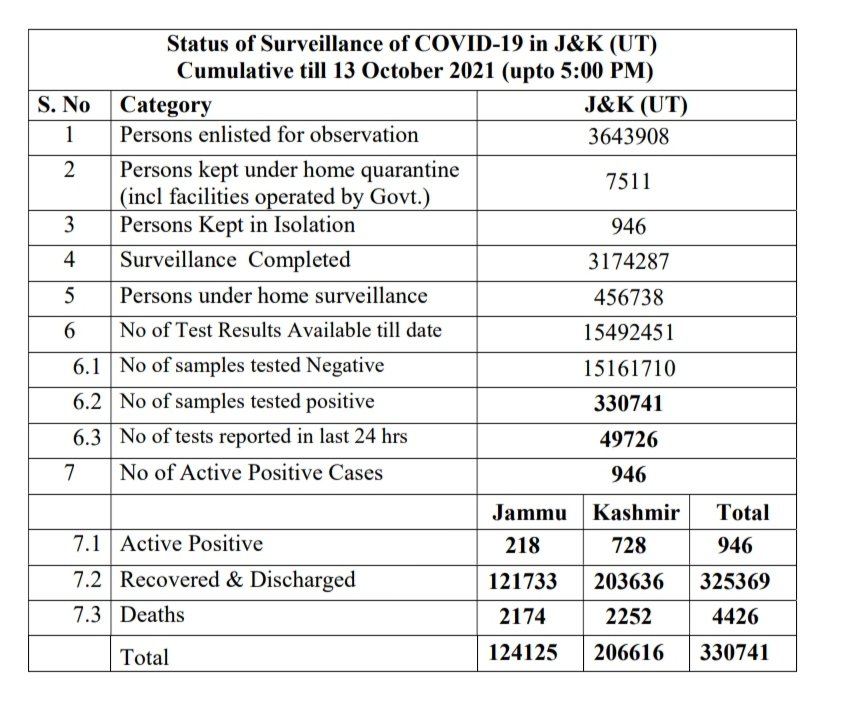 Status of Surveillance of COVID-19 in J&K (UT)
Cumulative till 13 October 2021 (upto 5:00 PM)
S. No Category J&K (UT)
1 Persons enlisted for observation 3643908
2 Persons kept under home quarantine
(incl facilities operated by Govt.) 7511
3 Persons Kept in Isolation 946
4 Surveillance Completed 3174287
5 Persons under home surveillance 456738
6 No of Test Results Available till date 15492451
6.1 No of samples tested Negative 15161710
6.2 No of samples tested positive 330741
6.3 No of tests reported in last 24 hrs 49726
7 No of Active Positive Cases 946
Jammu Kashmir Total
7.1 Active Positive 218 728 946
7.2 Recovered & Discharged 121733 203636 325369
7.3 Deaths 2174 2252 4426
Total 124125 206616 330741